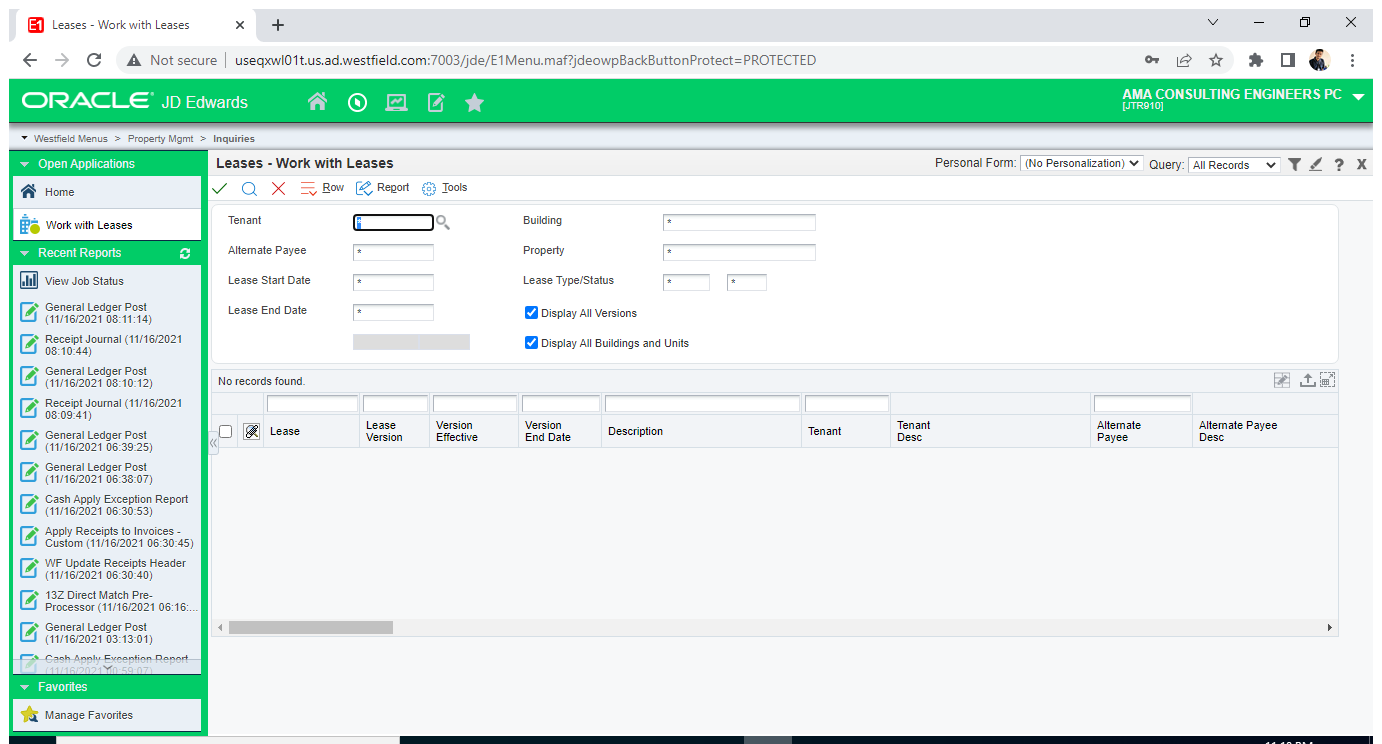 Leases - Work with Leases
Not secure | useqxwl01t.us.ad.westfield.com:7003/jde/E1Menu.maf?jdeowpBackButtonProtect=PROTECTED
ORACLE JD Edwards
AMA CONSULTING ENGINEERS PC
[JTR910]
Westfield Menus > Property Mgmt > Inquiries
Open Applications
Home
Work with Leases
Recent Reports
View Job Status
General Ledger Post
(11/16/2021 08:11:14)
Receipt Journal (11/16/2021
08:10:44)
General Ledger Post
(11/16/2021 08:10:12)
Receipt Journal (11/16/2021
08:09:41)
General Ledger Post
(11/16/2021 06:39:25)
General Ledger Post
(11/16/2021 06:38:07)
Cash Apply Exception Report
(11/16/2021 06:30:53)
Apply Receipts to Invoices -
Custom (11/16/2021 06:30:45)
WF Update Receipts Header
(11/16/2021 06:30:40)
13Z Direct Match Pre-
Processor (11/16/2021 06:16:...
General Ledger Post
(11/16/2021 03:13:01)
Cash Apply Exception Report
(11/16/2021 00:59:07)
Favorites
Manage Favorites
Leases - Work with Leases
Personal Form: (No Personalization) Query: All Records
Row Report Tools
Tenant * Building *
Alternate Payee * Property *
Lease Start Date * Lease Type/Status * *
Lease End Date * Display All Versions
Display All Buildings and Units
No records found.
Lease
Lease Version
Version Effective
Version End Date
Description
Tenant
Tenant Desc
Alternate Payee
Alternate Payee Desc